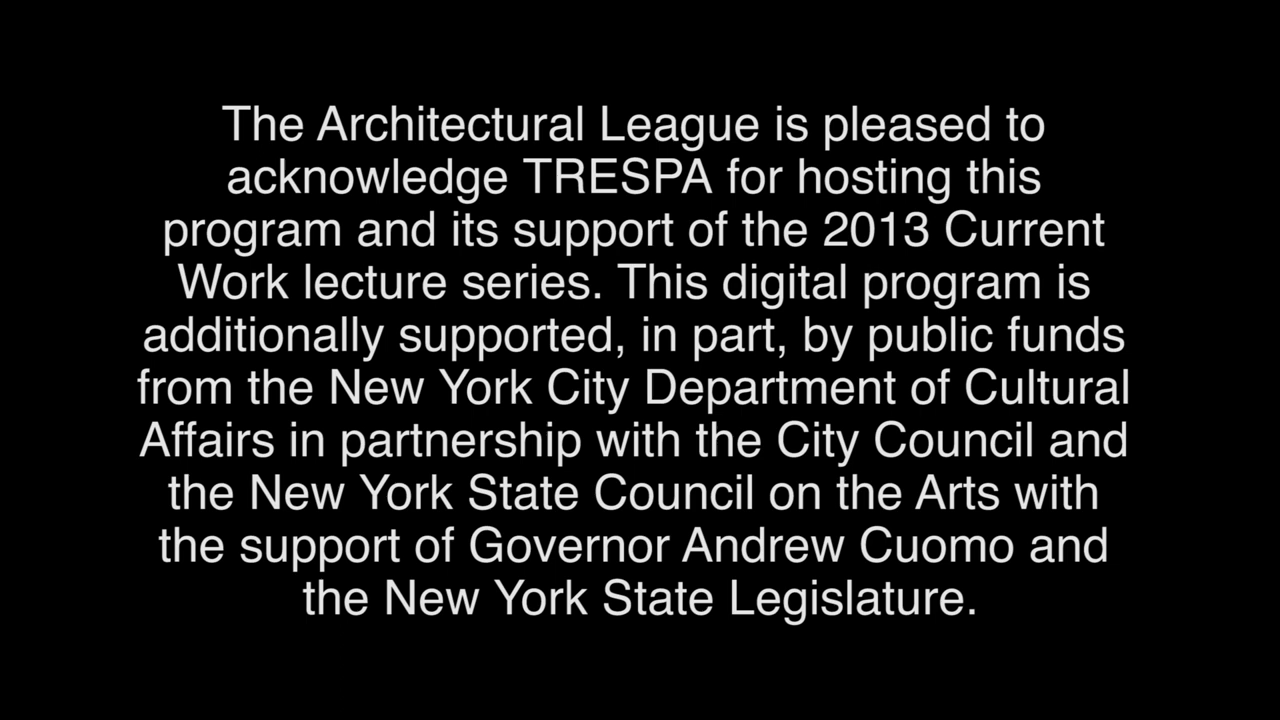 The Architectural League is pleased to
acknowledge TRESPA for hosting this
program and its support of the 2013 Current
Work lecture series. This digital program is
additionally supported, in part, by public funds
from the New York City Department of Cultural
Affairs in partnership with the City Council and
the New York State Council on the Arts with
the support of Governor Andrew Cuomo and
the New York State Legislature.